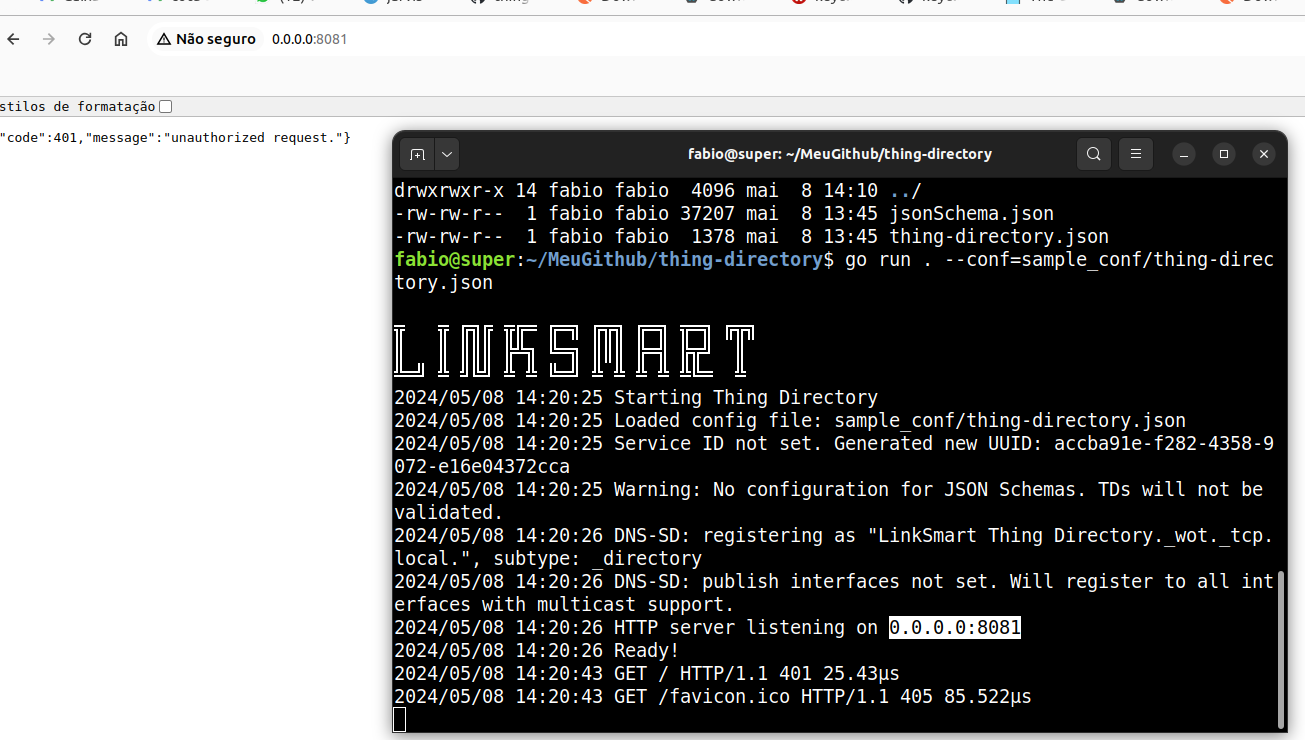 Não seguro 0.0.0.0:8081
stilos de formatação
"code":401,"message":"unauthorized request."}
fabio@super: ~/MeuGithub/thing-directory
drwxrwxr-x 14 fabio fabio  4096 mai  8 14:10 ../
-rw-rw-r--  1 fabio fabio 37207 mai  8 13:45 jsonSchema.json
-rw-rw-r--  1 fabio fabio  1378 mai  8 13:45 thing-directory.json
fabio@super:~/MeuGithub/thing-directory$ go run . --conf=sample_conf/thing-direc
tory.json
LINKSMART
2024/05/08 14:20:25 Starting Thing Directory
2024/05/08 14:20:25 Loaded config file: sample_conf/thing-directory.json
2024/05/08 14:20:25 Service ID not set. Generated new UUID: accba91e-f282-4358-9
072-e16e04372cca
2024/05/08 14:20:25 Warning: No configuration for JSON Schemas. TDs will not be
validated.
2024/05/08 14:20:26 DNS-SD: registering as "LinkSmart Thing Directory._wot._tcp.
local.", subtype: _directory
2024/05/08 14:20:26 DNS-SD: publish interfaces not set. Will register to all int
erfaces with multicast support.
2024/05/08 14:20:26 HTTP server listening on 0.0.0.0:8081
2024/05/08 14:20:26 Ready!
2024/05/08 14:20:43 GET / HTTP/1.1 401 25.43µs
2024/05/08 14:20:43 GET /favicon.ico HTTP/1.1 405 85.522µs